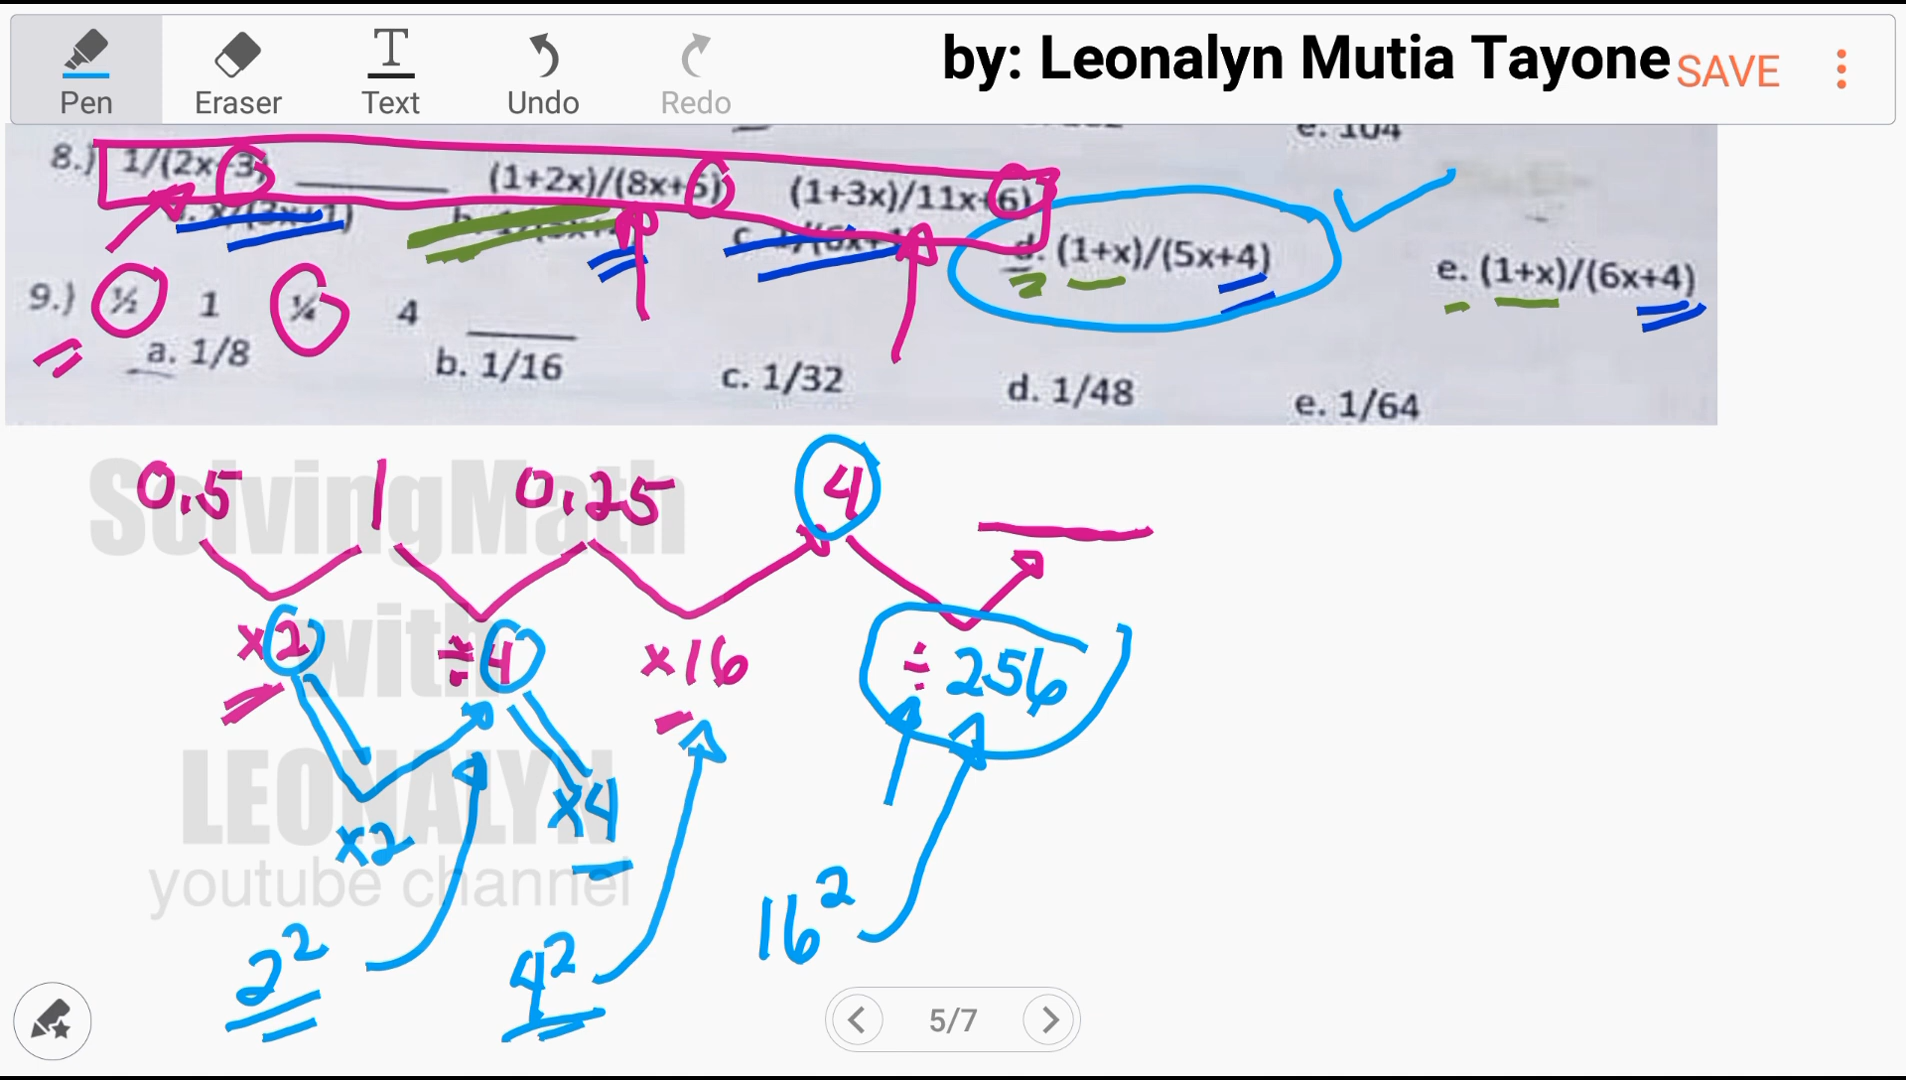 by: Leonalyn Mutia Tayone
SAVE
Pen
Eraser
Text
Undo
Redo
e. 104
8.) 1/(2x+3) ________ (1+2x)/(8x+5) (1+3x)/11x+6)
d. (1+x)/(5x+4)
e. (1+x)/(6x+4)
9.) ½ 1 ¼ 4 ______
a. 1/8
b. 1/16
c. 1/32
d. 1/48
e. 1/64
SolvingMath
with
LEONALYN
youtube channel
0.5 1 0.25 4
×2 ÷4 ×16 ÷ 256
×2 ×4
2² 4² 16²
5/7